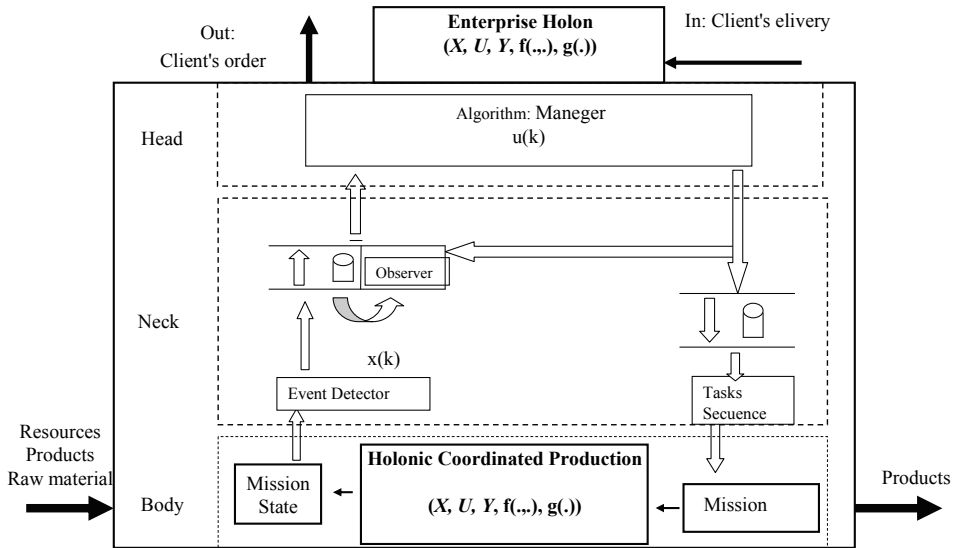 Out:
Client's order
Enterprise Holon
(X, U, Y, f(.,.), g(.))
In: Client's elivery
Head
Algorithm: Maneger
u(k)
Observer
Neck
x(k)
Event Detector
Tasks
Secuence
Resources
Products
Raw material
Body
Mission
State
Holonic Coordinated Production
(X, U, Y, f(.,.), g(.))
Mission
Products